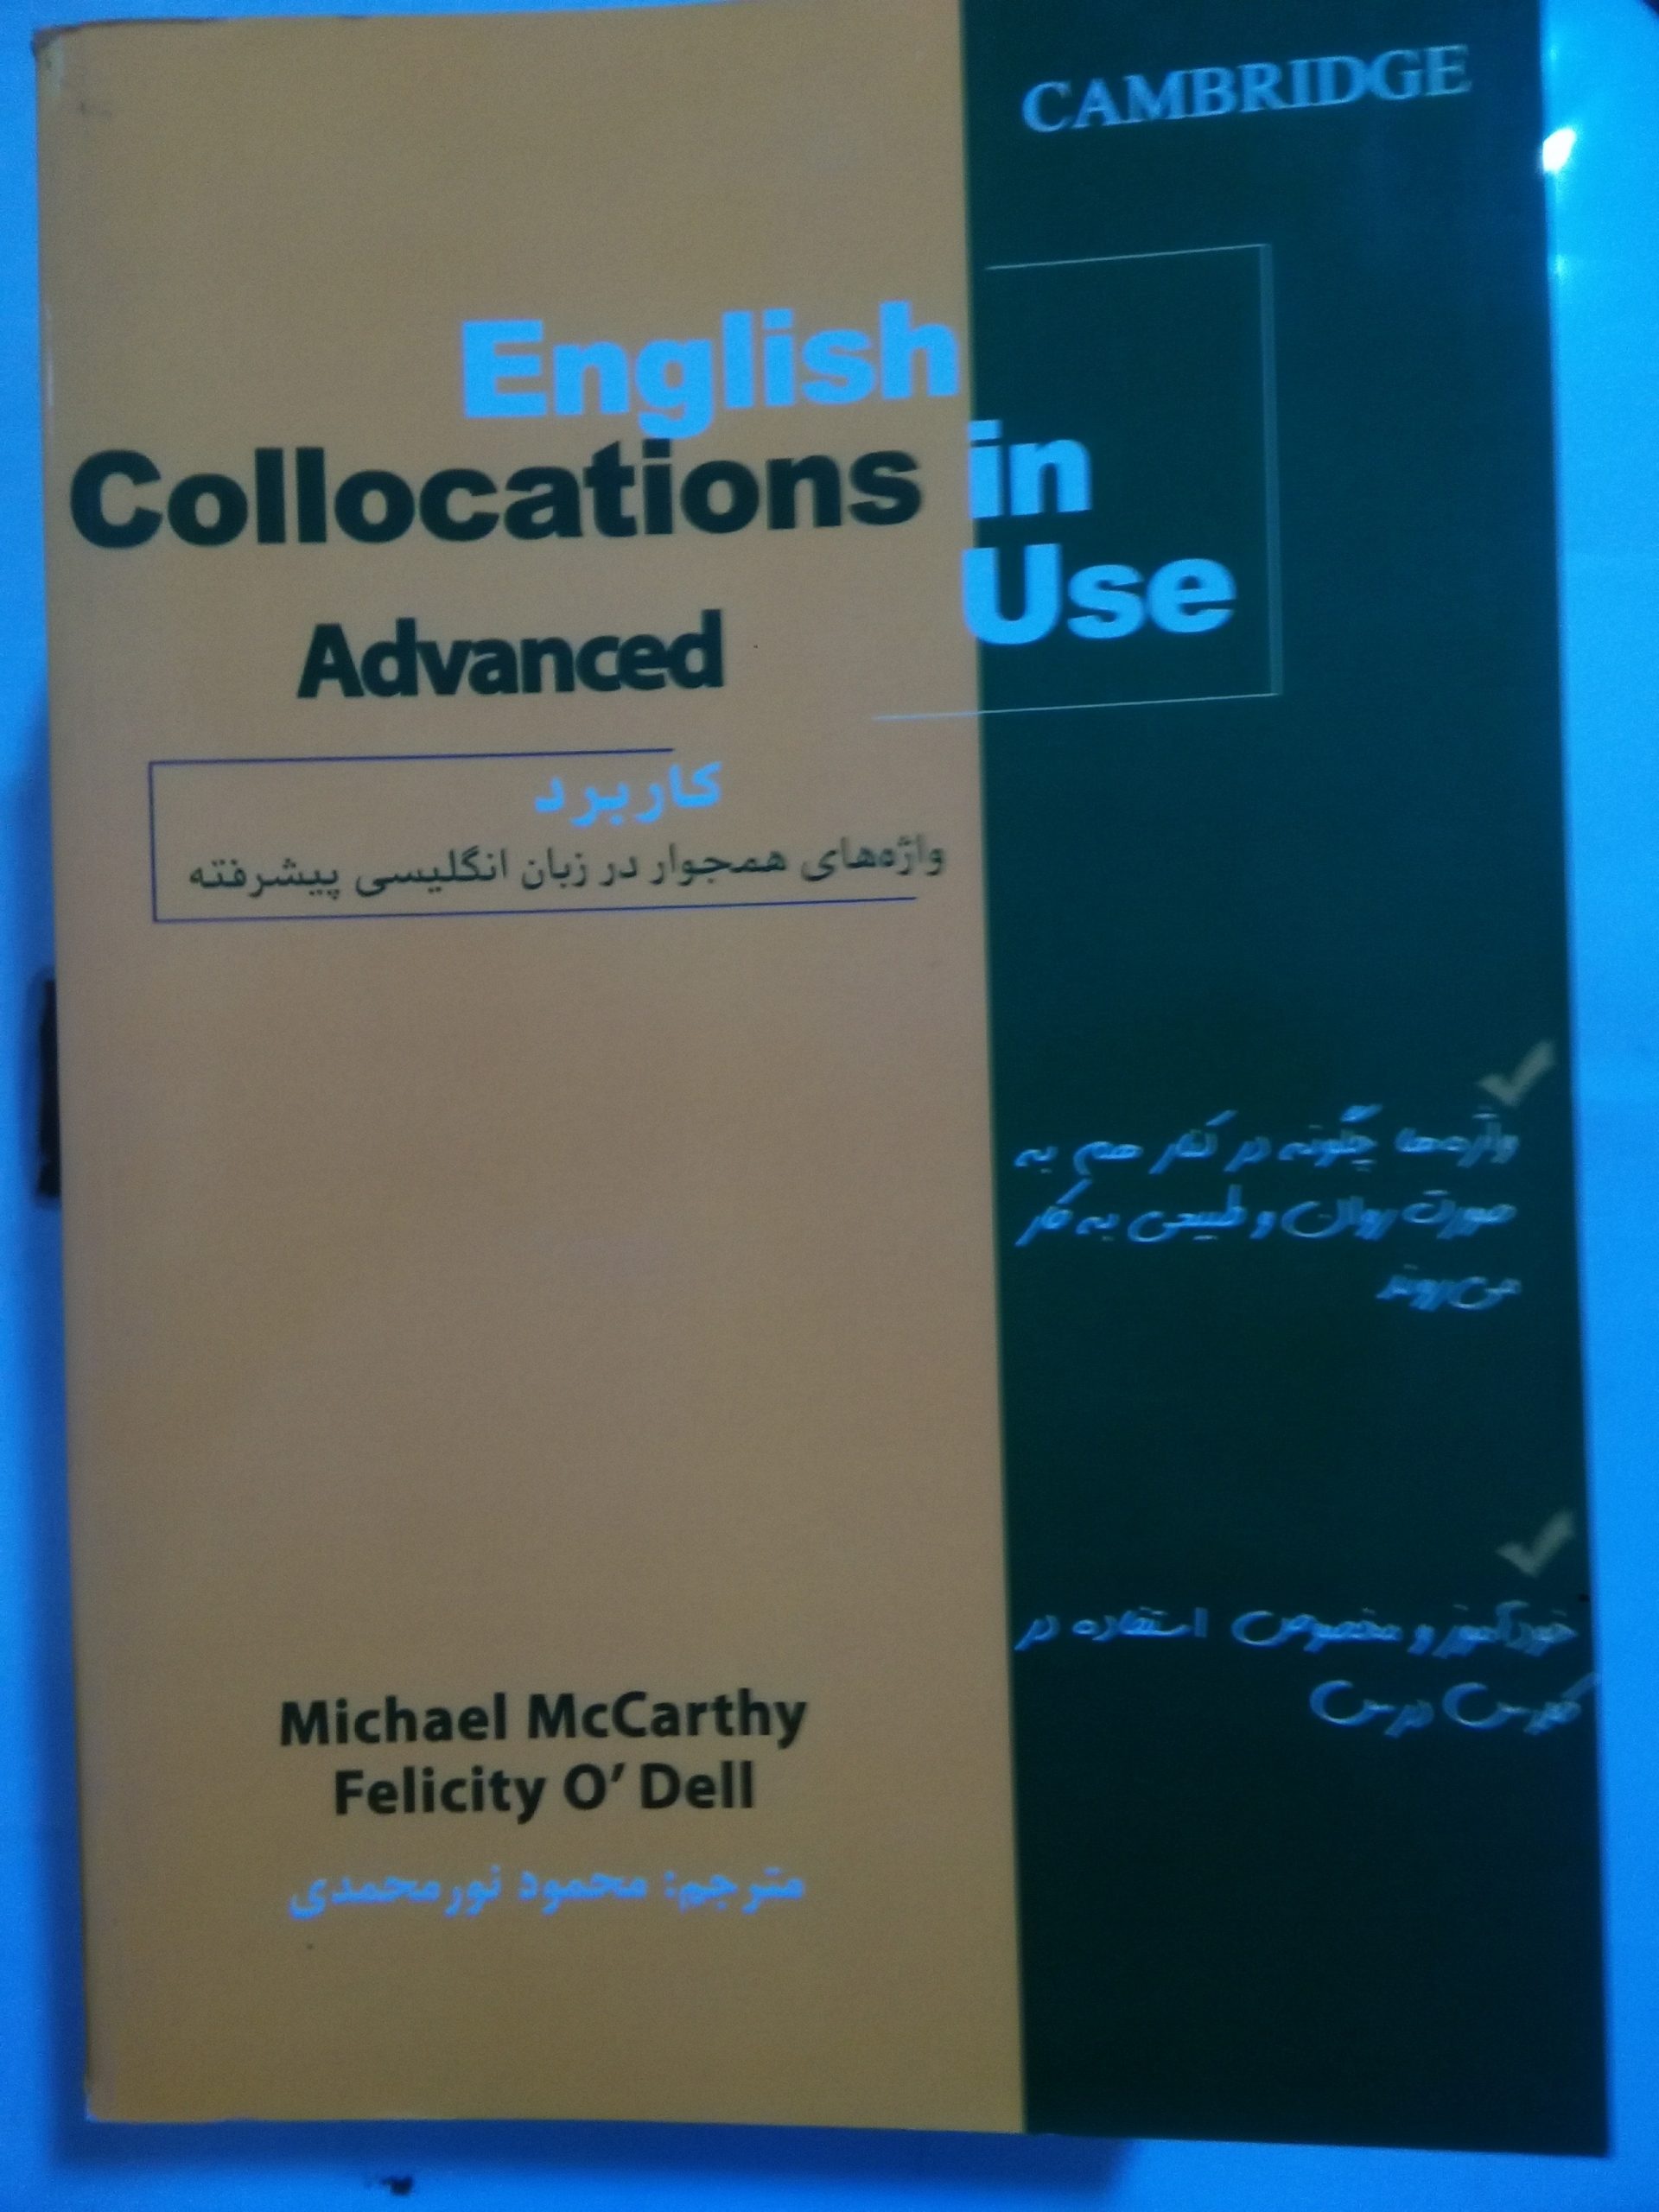 CAMBRIDGE
English
Collocations in
Use
Advanced
کاربرد
واژه‌های همجوار در زبان انگلیسی پیشرفته
واژه‌ها چگونه در کنار هم به
صورت روان و طبیعی به کار
می‌روند
خودآموز و مخصوص استفاده در
کلاس درس
Michael McCarthy
Felicity O' Dell
مترجم: محمود نورمحمدی